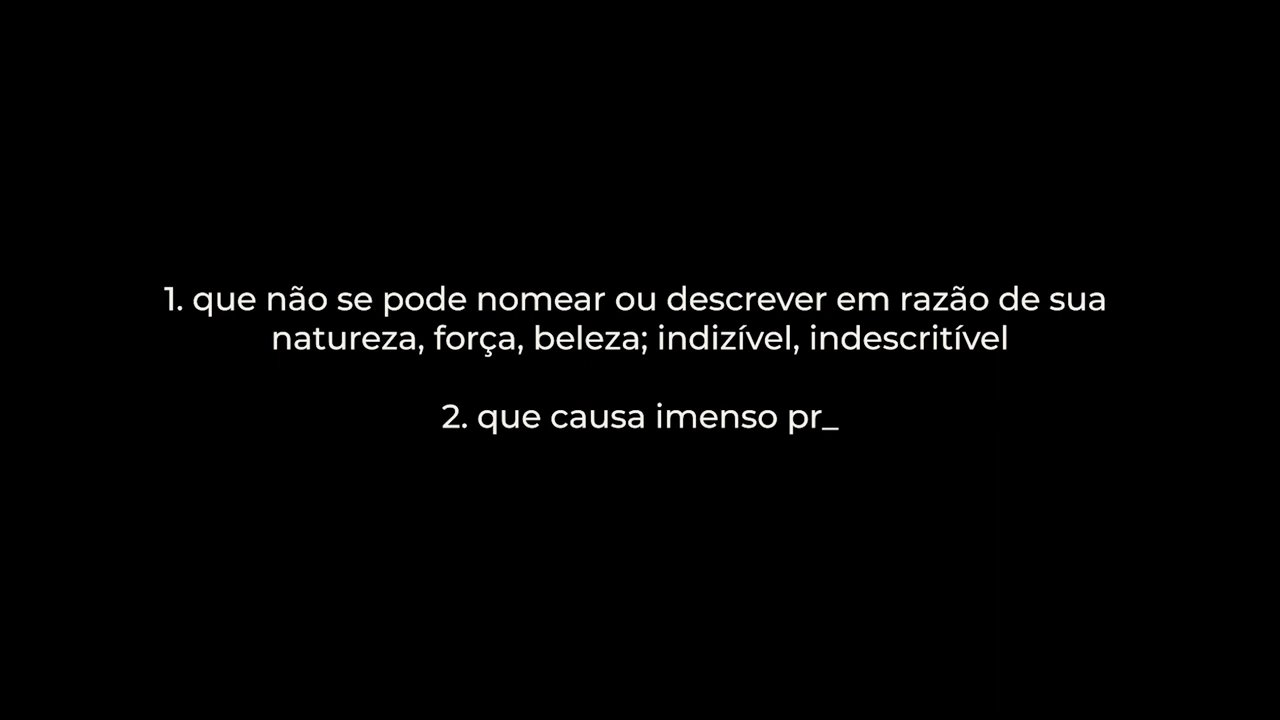 1. que não se pode nomear ou descrever em razão de sua
natureza, força, beleza; indizível, indescritível
2. que causa imenso pr_